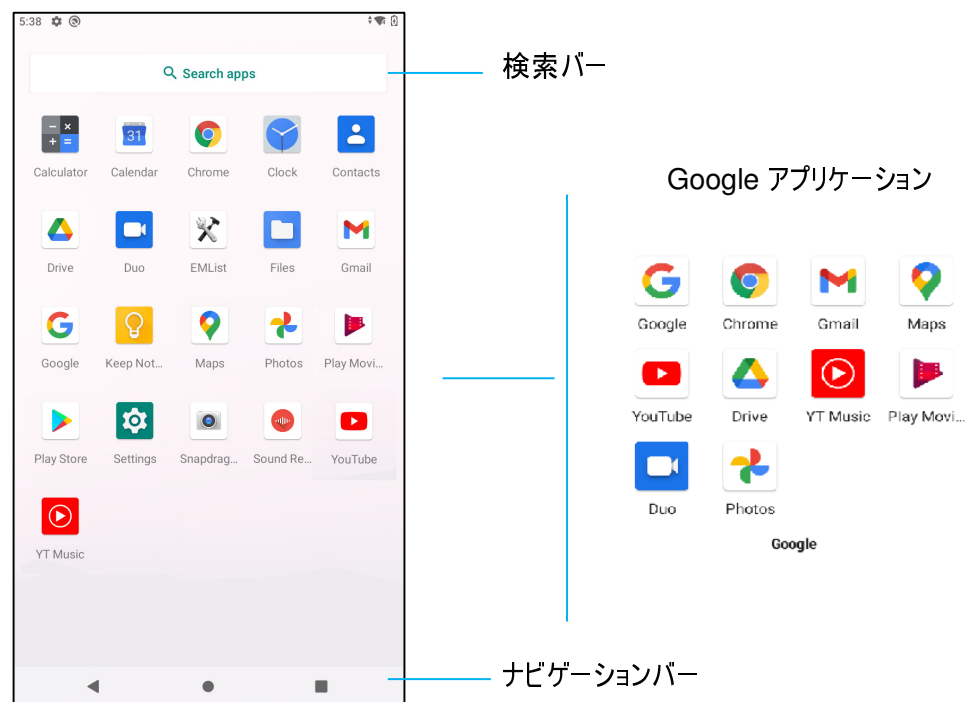 5:38
Search apps
検索バー
31
Calculator Calendar Chrome Clock Contacts
Drive Duo EMList Files Gmail
Google Keep Not... Maps Photos Play Movi...
Play Store Settings Snapdrag... Sound Re... YouTube
YT Music
Google アプリケーション
Google Chrome Gmail Maps
YouTube Drive YT Music Play Movi...
Duo Photos
Google
ナビゲーションバー